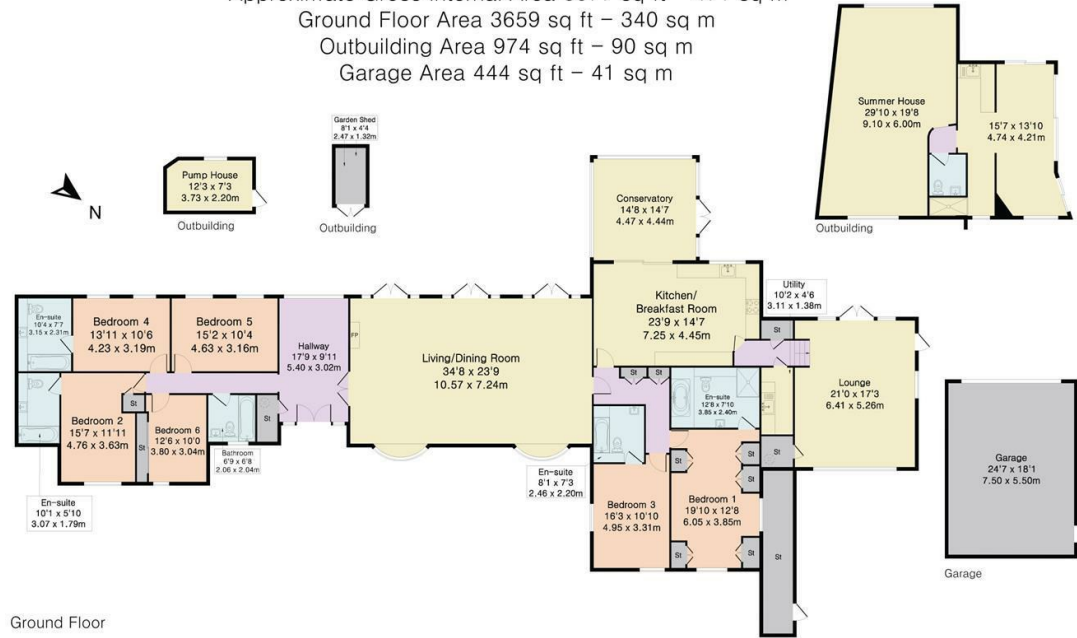 Ground Floor Area 3659 sq ft – 340 sq m
Outbuilding Area 974 sq ft – 90 sq m
Garage Area 444 sq ft – 41 sq m
Garden Shed
8'1 x 4'4
2.47 x 1.32m
Outbuilding
Pump House
12'3 x 7'3
3.73 x 2.20m
Outbuilding
N
Summer House
29'10 x 19'8
9.10 x 6.00m
15'7 x 13'10
4.74 x 4.21m
Outbuilding
Conservatory
14'8 x 14'7
4.47 x 4.44m
Kitchen/
Breakfast Room
23'9 x 14'7
7.25 x 4.45m
Utility
10'2 x 4'6
3.11 x 1.38m
St
En-suite
10'4 x 7'7
3.15 x 2.31m
Bedroom 4
13'11 x 10'6
4.23 x 3.19m
Bedroom 5
15'2 x 10'4
4.63 x 3.16m
Hallway
17'9 x 9'11
5.40 x 3.02m
FP
Living/Dining Room
34'8 x 23'9
10.57 x 7.24m
Lounge
21'0 x 17'3
6.41 x 5.26m
St
St
En-suite
12'8 x 7'10
3.85 x 2.40m
Bedroom 2
15'7 x 11'11
4.76 x 3.63m
St
St
Bedroom 6
12'6 x 10'0
3.80 x 3.04m
St
Bathroom
6'9 x 6'8
2.06 x 2.04m
En-suite
10'1 x 5'10
3.07 x 1.79m
En-suite
8'1 x 7'3
2.46 x 2.20m
Bedroom 3
16'3 x 10'10
4.95 x 3.31m
Bedroom 1
19'10 x 12'8
6.05 x 3.85m
St
St
St
St
St
St
St
Garage
24'7 x 18'1
7.50 x 5.50m
Garage
Ground Floor